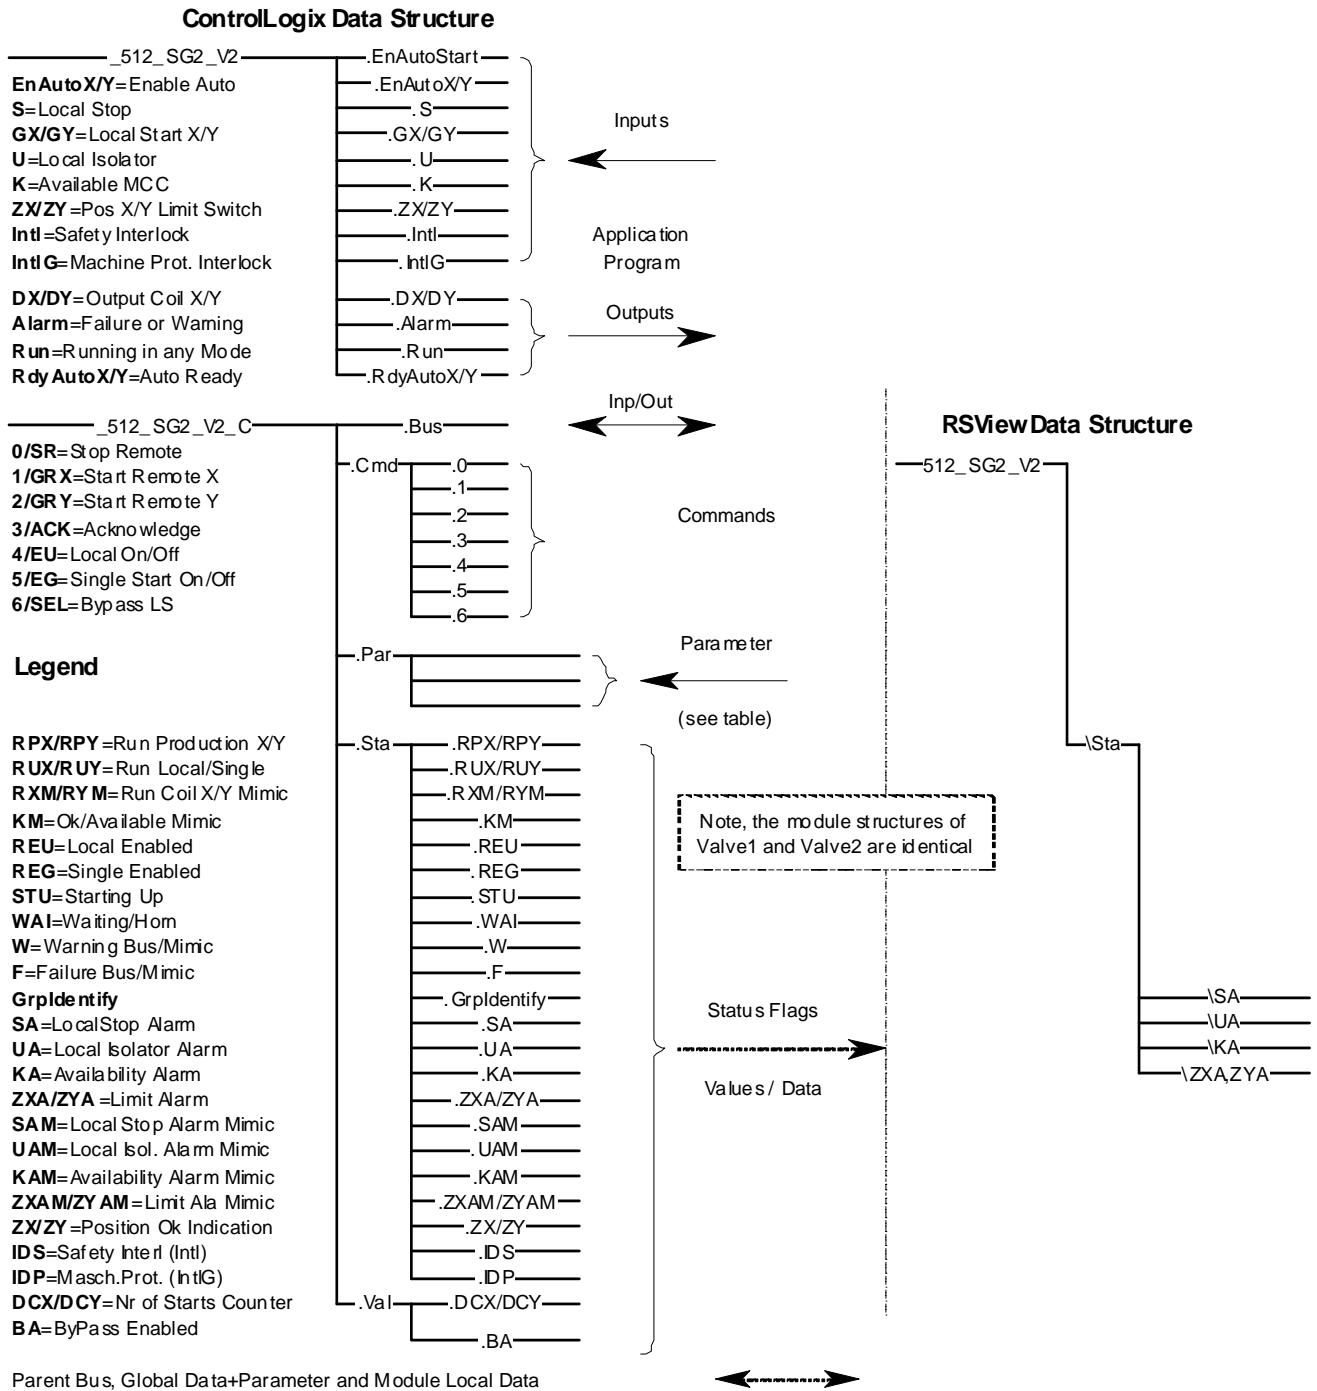 ControlLogix Data Structure
_512_SG2_V2
.EnAutoStart
EnAutoX/Y=Enable Auto
.EnAutoX/Y
S=Local Stop
.S
Inputs
GX/GY=Local Start X/Y
.GX/GY
U=Local Isolator
.U
K=Available MCC
.K
ZX/ZY=Pos X/Y Limit Switch
.ZX/ZY
Intl=Safety Interlock
.Intl
Application
Program
IntlG=Machine Prot. Interlock
.IntlG
DX/DY=Output Coil X/Y
.DX/DY
Outputs
Alarm=Failure or Warning
.Alarm
Run=Running in any Mode
.Run
RdyAutoX/Y=Auto Ready
.RdyAutoX/Y
Inp/Out
_512_SG2_V2_C
.Bus
RSView Data Structure
0/SR=Stop Remote
.Cmd
.0
512_SG2_V2
1/GRX=Start Remote X
.1
2/GRY=Start Remote Y
.2
Commands
3/ACK=Acknowledge
.3
4/EU=Local On/Off
.4
5/EG=Single Start On/Off
.5
6/SEL=Bypass LS
.6
Parameter
Legend
.Par
(see table)
RPX/RPY=Run Production X/Y
.Sta
.RPX/RPY
\Sta
RUX/RUY=Run Local/Single
.RUX/RUY
RXM/RYM=Run Coil X/Y Mimic
.RXM/RYM
KM=Ok/Available Mimic
.KM
Note, the module structures of
Valve1 and Valve2 are identical
REU=Local Enabled
.REU
REG=Single Enabled
.REG
STU=Starting Up
.STU
WAI=Waiting/Horn
.WAI
W=Warning Bus/Mimic
.W
F=Failure Bus/Mimic
.F
GrpIdentify
.GrpIdentify
\SA
Status Flags
SA=LocalStop Alarm
.SA
\UA
UA=Local Isolator Alarm
.UA
\KA
KA=Availability Alarm
.KA
\ZXA,ZYA
Values / Data
ZXA/ZYA =Limit Alarm
.ZXA/ZYA
SAM=Local Stop Alarm Mimic
.SAM
UAM=Local Isol. Alarm Mimic
.UAM
KAM=Availability Alarm Mimic
.KAM
ZXAM/ZYAM=Limit Ala Mimic
.ZXAM/ZYAM
ZX/ZY=Position Ok Indication
.ZX/ZY
IDS=Safety Interl (Intl)
.IDS
IDP=Masch.Prot. (IntlG)
.IDP
DCX/DCY=Nr of Starts Counter
.Val
.DCX/DCY
BA=ByPass Enabled
.BA
Parent Bus, Global Data+Parameter and Module Local Data